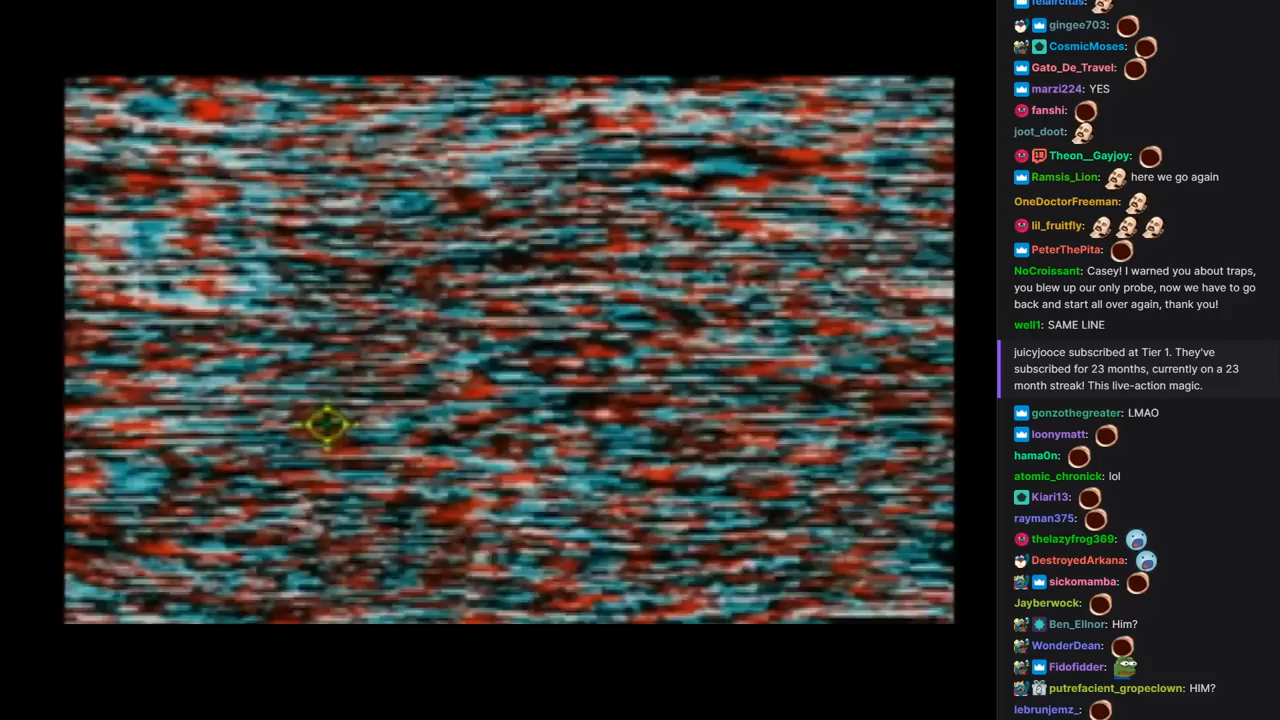 felaircitas:
gingee703:
CosmicMoses:
Gato_De_Travel:
marzi224: YES
fanshi:
joot_doot:
18 Theon__Gayjoy:
Ramsis_Lion: here we go again
OneDoctorFreeman:
lil_fruitfly:
PeterThePita:
NoCroissant: Casey! I warned you about traps,
you blew up our only probe, now we have to go
back and start all over again, thank you!
well1: SAME LINE
juicyjooce subscribed at Tier 1. They've
subscribed for 23 months, currently on a 23
month streak! This live-action magic.
gonzothegreater: LMAO
loonymatt:
hama0n:
atomic_chronick: lol
Kiari13:
rayman375:
thelazyfrog369:
DestroyedArkana:
sickomamba:
Jayberwock:
Ben_Ellnor: Him?
WonderDean:
Fidofidder:
putrefacient_gropeclown: HIM?
lebrunjemz_: